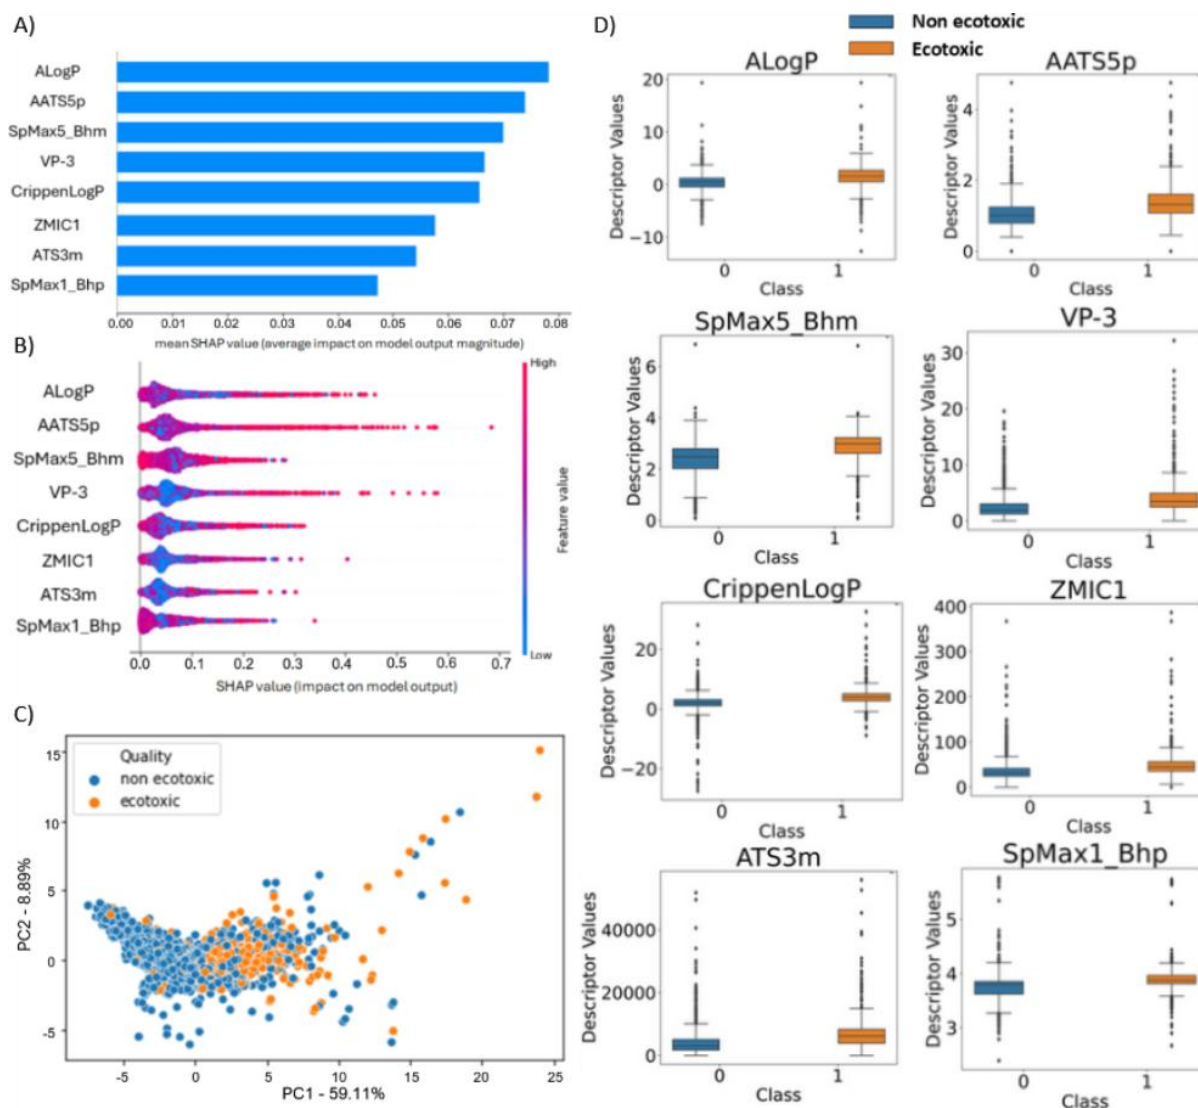 A)
ALogP
AATS5p
SpMax5_Bhm
VP-3
CrippenLogP
ZMIC1
ATS3m
SpMax1_Bhp
0.00 0.01 0.02 0.03 0.04 0.05 0.06 0.07 0.08
mean SHAP value (average impact on model output magnitude)
B)
High
ALogP
AATS5p
SpMax5_Bhm
VP-3
CrippenLogP
ZMIC1
ATS3m
SpMax1_Bhp
Feature value
Low
0.0 0.1 0.2 0.3 0.4 0.5 0.6 0.7
SHAP value (impact on model output)
C)
Quality
non ecotoxic
ecotoxic
15
10
5
0
-5
PC2 - 8.89%
-5 0 5 10 15 20 25
PC1 - 59.11%
D)
Non ecotoxic
Ecotoxic
ALogP
Descriptor Values
20
10
0
−10
0 1
Class
AATS5p
Descriptor Values
4
2
0
0 1
Class
SpMax5_Bhm
Descriptor Values
6
4
2
0
0 1
Class
VP-3
Descriptor Values
30
20
10
0
0 1
Class
CrippenLogP
Descriptor Values
20
0
−20
0 1
Class
ZMIC1
Descriptor Values
400
300
200
100
0
0 1
Class
ATS3m
Descriptor Values
40000
20000
0
0 1
Class
SpMax1_Bhp
Descriptor Values
5
4
3
0 1
Class